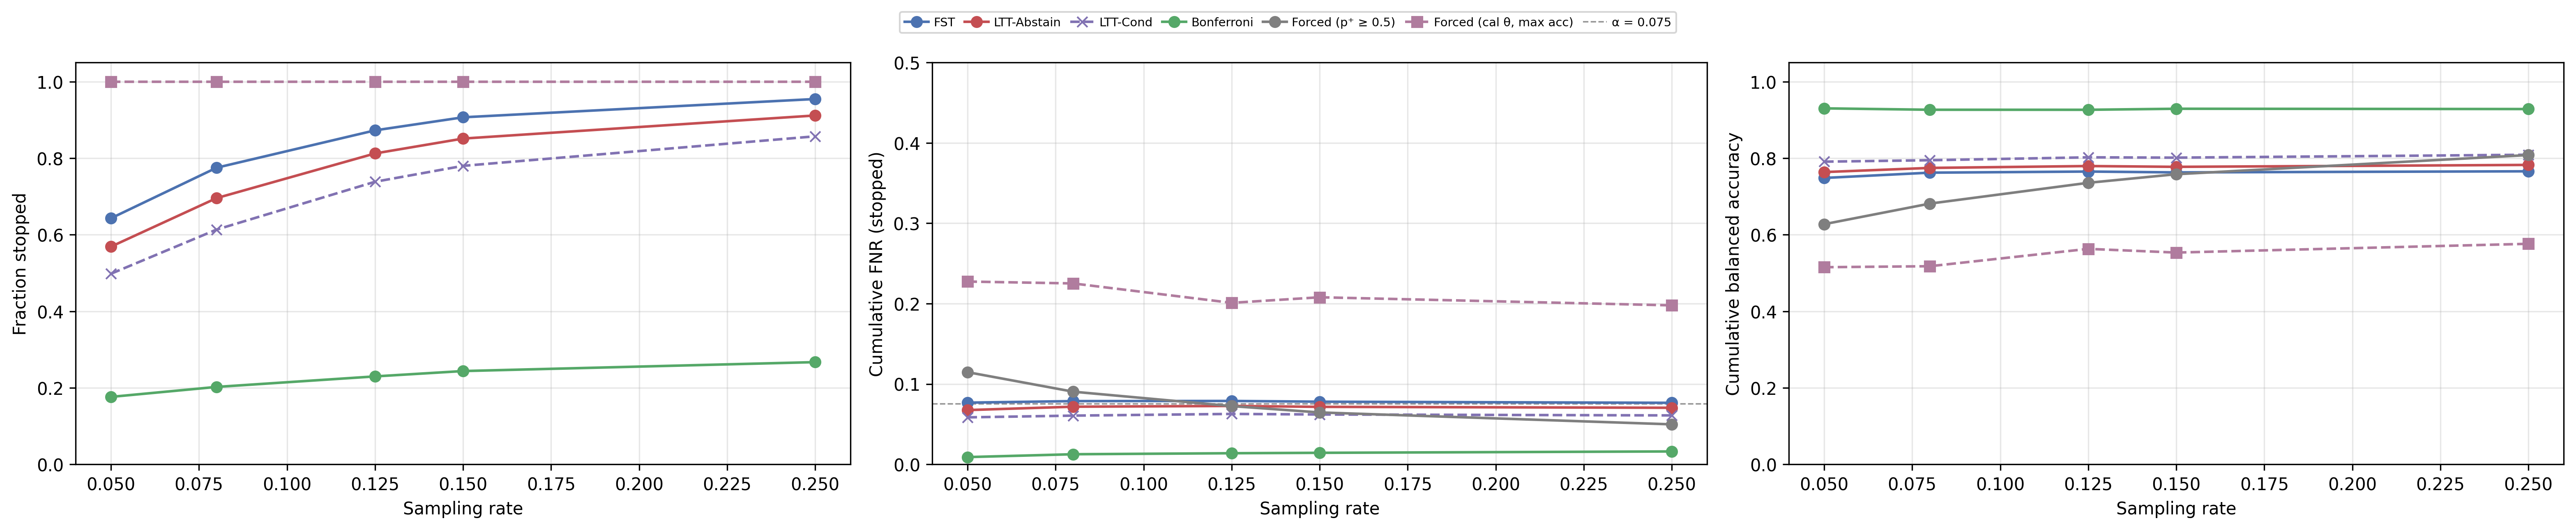 FST LTT-Abstain LTT-Cond Bonferroni Forced (p⁺ ≥ 0.5) Forced (cal θ, max acc) α = 0.075
Fraction stopped
1.0
0.8
0.6
0.4
0.2
0.0
0.050 0.075 0.100 0.125 0.150 0.175 0.200 0.225 0.250
Sampling rate
Cumulative FNR (stopped)
0.5
0.4
0.3
0.2
0.1
0.0
0.050 0.075 0.100 0.125 0.150 0.175 0.200 0.225 0.250
Sampling rate
Cumulative balanced accuracy
1.0
0.8
0.6
0.4
0.2
0.0
0.050 0.075 0.100 0.125 0.150 0.175 0.200 0.225 0.250
Sampling rate